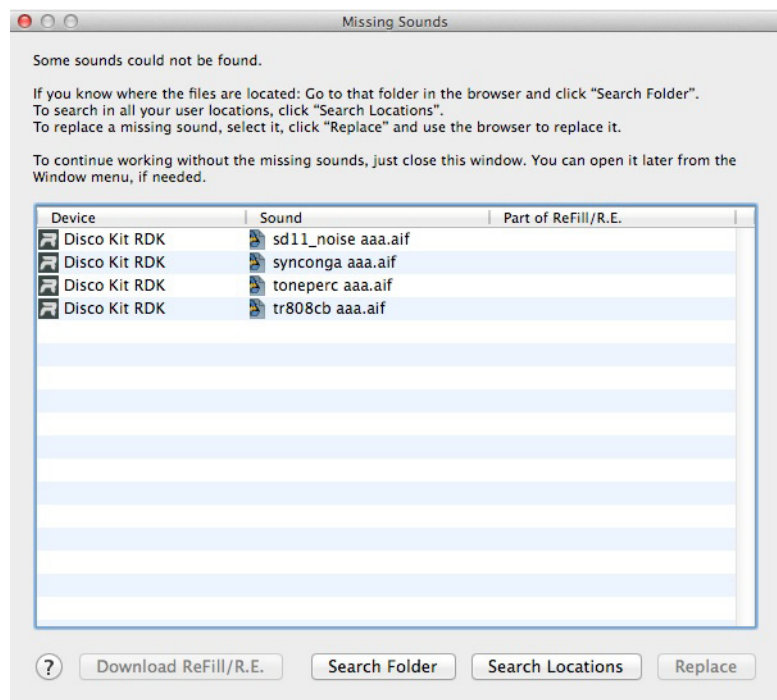 Missing Sounds
Some sounds could not be found.
If you know where the files are located: Go to that folder in the browser and click “Search Folder”.
To search in all your user locations, click “Search Locations”.
To replace a missing sound, select it, click “Replace” and use the browser to replace it.
To continue working without the missing sounds, just close this window. You can open it later from the
Window menu, if needed.
Device Sound Part of ReFill/R.E.
Disco Kit RDK sd11_noise aaa.aif
Disco Kit RDK synconga aaa.aif
Disco Kit RDK toneperc aaa.aif
Disco Kit RDK tr808cb aaa.aif
? Download ReFill/R.E. Search Folder Search Locations Replace